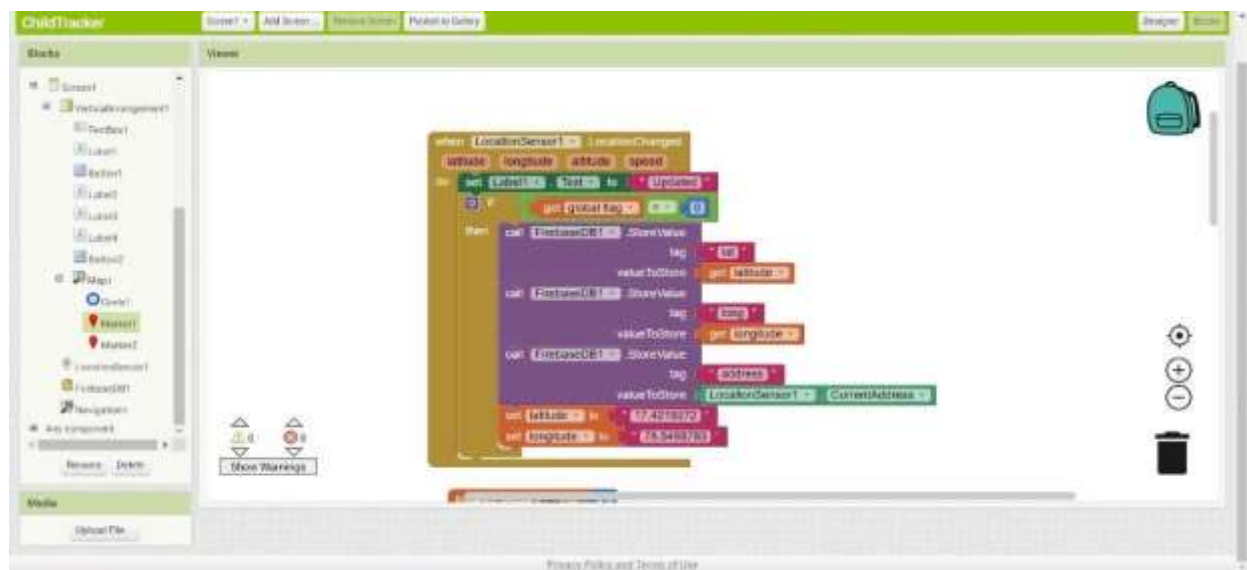 ChildTracker
Screen1 Add Screen ... Remove Screen Publish to Gallery
Designer Blocks
Blocks
Viewer
Screen1
VerticalArrangement1
TextBox1
Label1
Button1
Label2
Label3
Label4
Button2
Map1
Circle1
Marker1
Marker2
LocationSensor1
FirebaseDB1
Navigation1
Any component
Rename Delete
Media
Upload File ...
when LocationSensor1 .LocationChanged
latitude longitude altitude speed
do set Label1 . Text to " Updated "
if get global flag = 0
then call FirebaseDB1 .StoreValue
tag " lat "
valueToStore get latitude
call FirebaseDB1 .StoreValue
tag " long "
valueToStore get longitude
call FirebaseDB1 .StoreValue
tag " address "
valueToStore LocationSensor1 . CurrentAddress
set latitude to
set longitude to
0 0
Show Warnings
Privacy Policy and Terms of Use